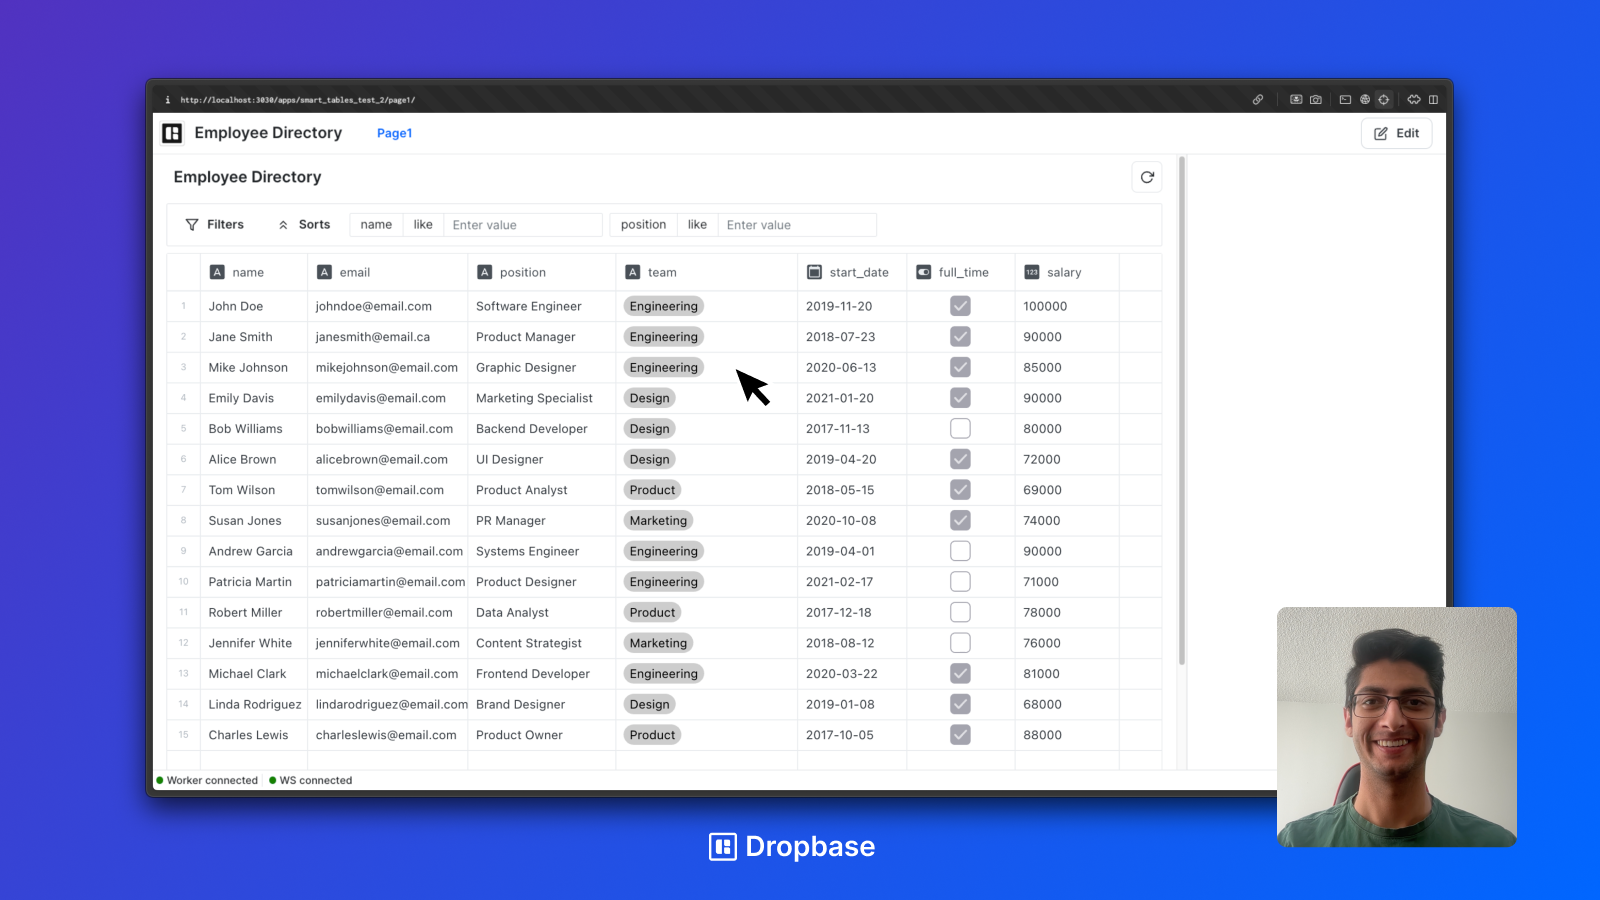 http://localhost:3030/apps/smart_tables_test_2/page1/
Employee Directory Page1 Edit
Employee Directory
Filters Sorts name like Enter value position like Enter value
name email position team start_date full_time 123 salary
1 John Doe johndoe@email.com Software Engineer Engineering 2019-11-20 100000
2 Jane Smith janesmith@email.ca Product Manager Engineering 2018-07-23 90000
3 Mike Johnson mikejohnson@email.com Graphic Designer Engineering 2020-06-13 85000
4 Emily Davis emilydavis@email.com Marketing Specialist Design 2021-01-20 90000
5 Bob Williams bobwilliams@email.com Backend Developer Design 2017-11-13 80000
6 Alice Brown alicebrown@email.com UI Designer Design 2019-04-20 72000
7 Tom Wilson tomwilson@email.com Product Analyst Product 2018-05-15 69000
8 Susan Jones susanjones@email.com PR Manager Marketing 2020-10-08 74000
9 Andrew Garcia andrewgarcia@email.com Systems Engineer Engineering 2019-04-01 90000
10 Patricia Martin patriciamartin@email.com Product Designer Engineering 2021-02-17 71000
11 Robert Miller robertmiller@email.com Data Analyst Product 2017-12-18 78000
12 Jennifer White jenniferwhite@email.com Content Strategist Marketing 2018-08-12 76000
13 Michael Clark michaelclark@email.com Frontend Developer Engineering 2020-03-22 81000
14 Linda Rodriguez lindarodriguez@email.com Brand Designer Design 2019-01-08 68000
15 Charles Lewis charleslewis@email.com Product Owner Product 2017-10-05 88000
Worker connected WS connected
Dropbase